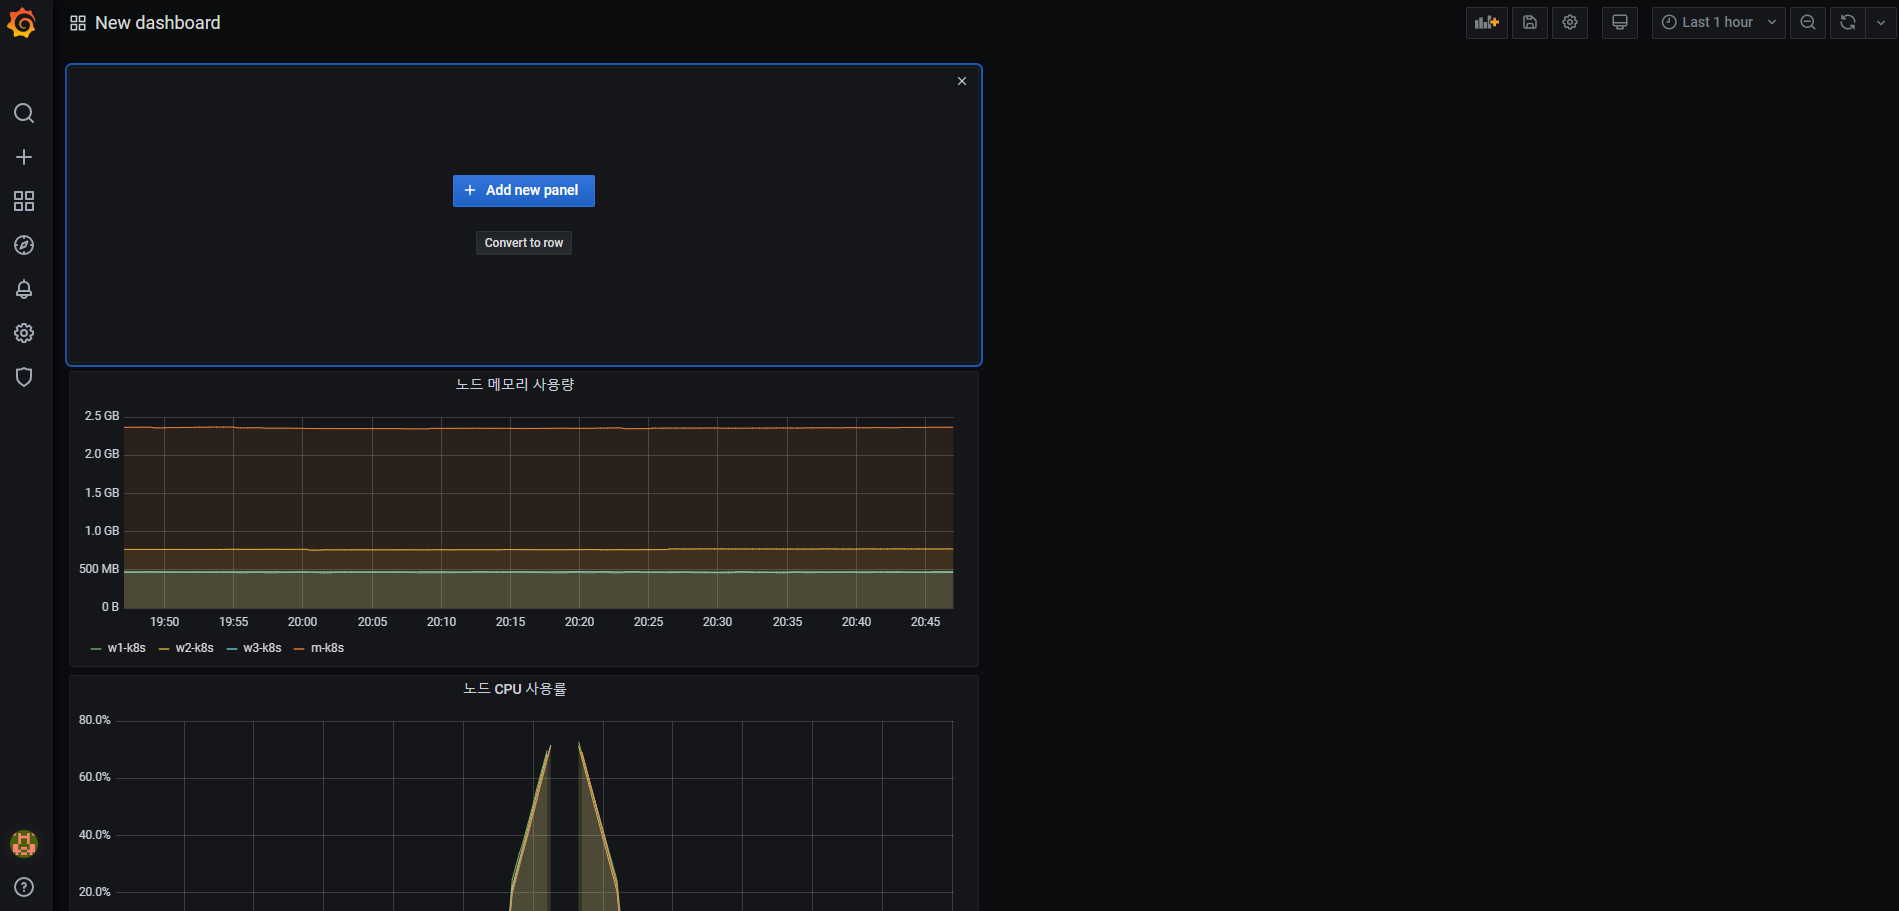 New dashboard
Last 1 hour
Add new panel
Convert to row
노드 메모리 사용량
2.5 GB
2.0 GB
1.5 GB
1.0 GB
500 MB
0 B
19:50 19:55 20:00 20:05 20:10 20:15 20:20 20:25 20:30 20:35 20:40 20:45
w1-k8s w2-k8s w3-k8s m-k8s
노드 CPU 사용률
80.0%
60.0%
40.0%
20.0%